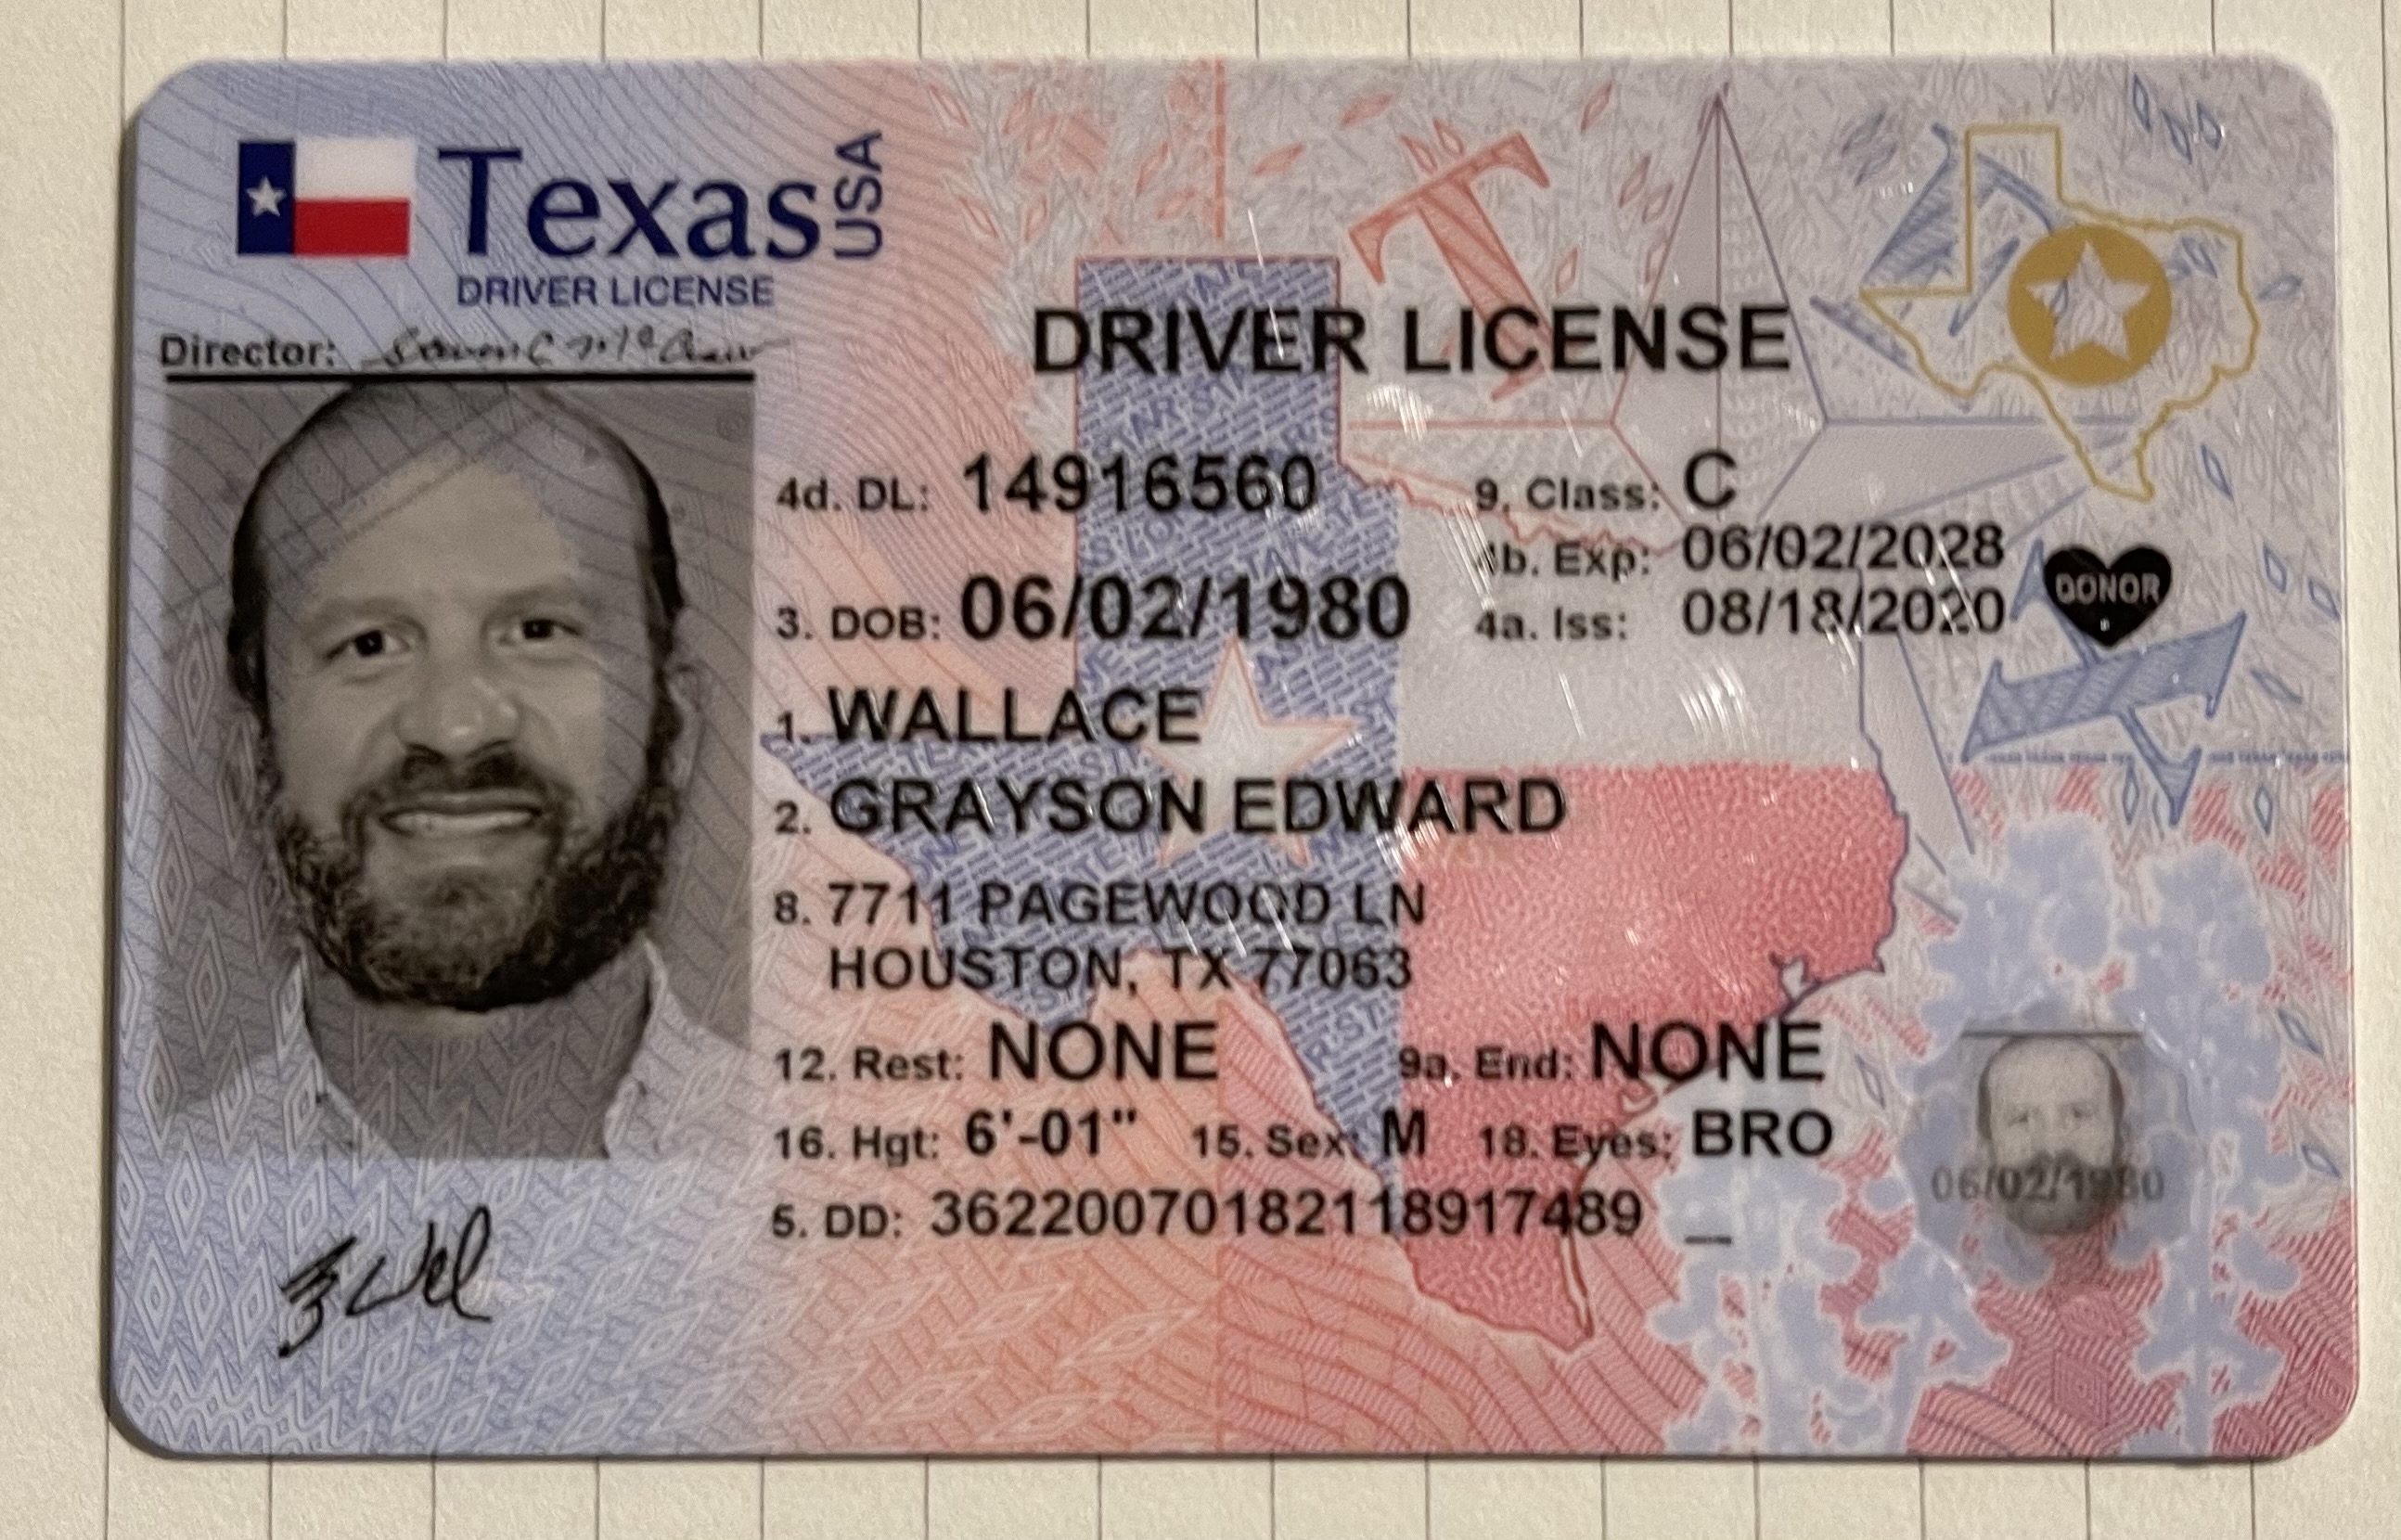 Texas USA
DRIVER LICENSE
Director:
DRIVER LICENSE
4d. DL: 14916560
9. Class: C
4b. Exp: 06/02/2028
3. DOB: 06/02/1980
4a. Iss: 08/18/2020
DONOR
1. WALLACE
2. GRAYSON EDWARD
8. 7711 PAGEWOOD LN
HOUSTON, TX 77063
12. Rest: NONE
9a. End: NONE
16. Hgt: 6'-01" 15. Sex: M 18. Eyes: BRO
5. DD: 36220070182118917489
06/02/1980